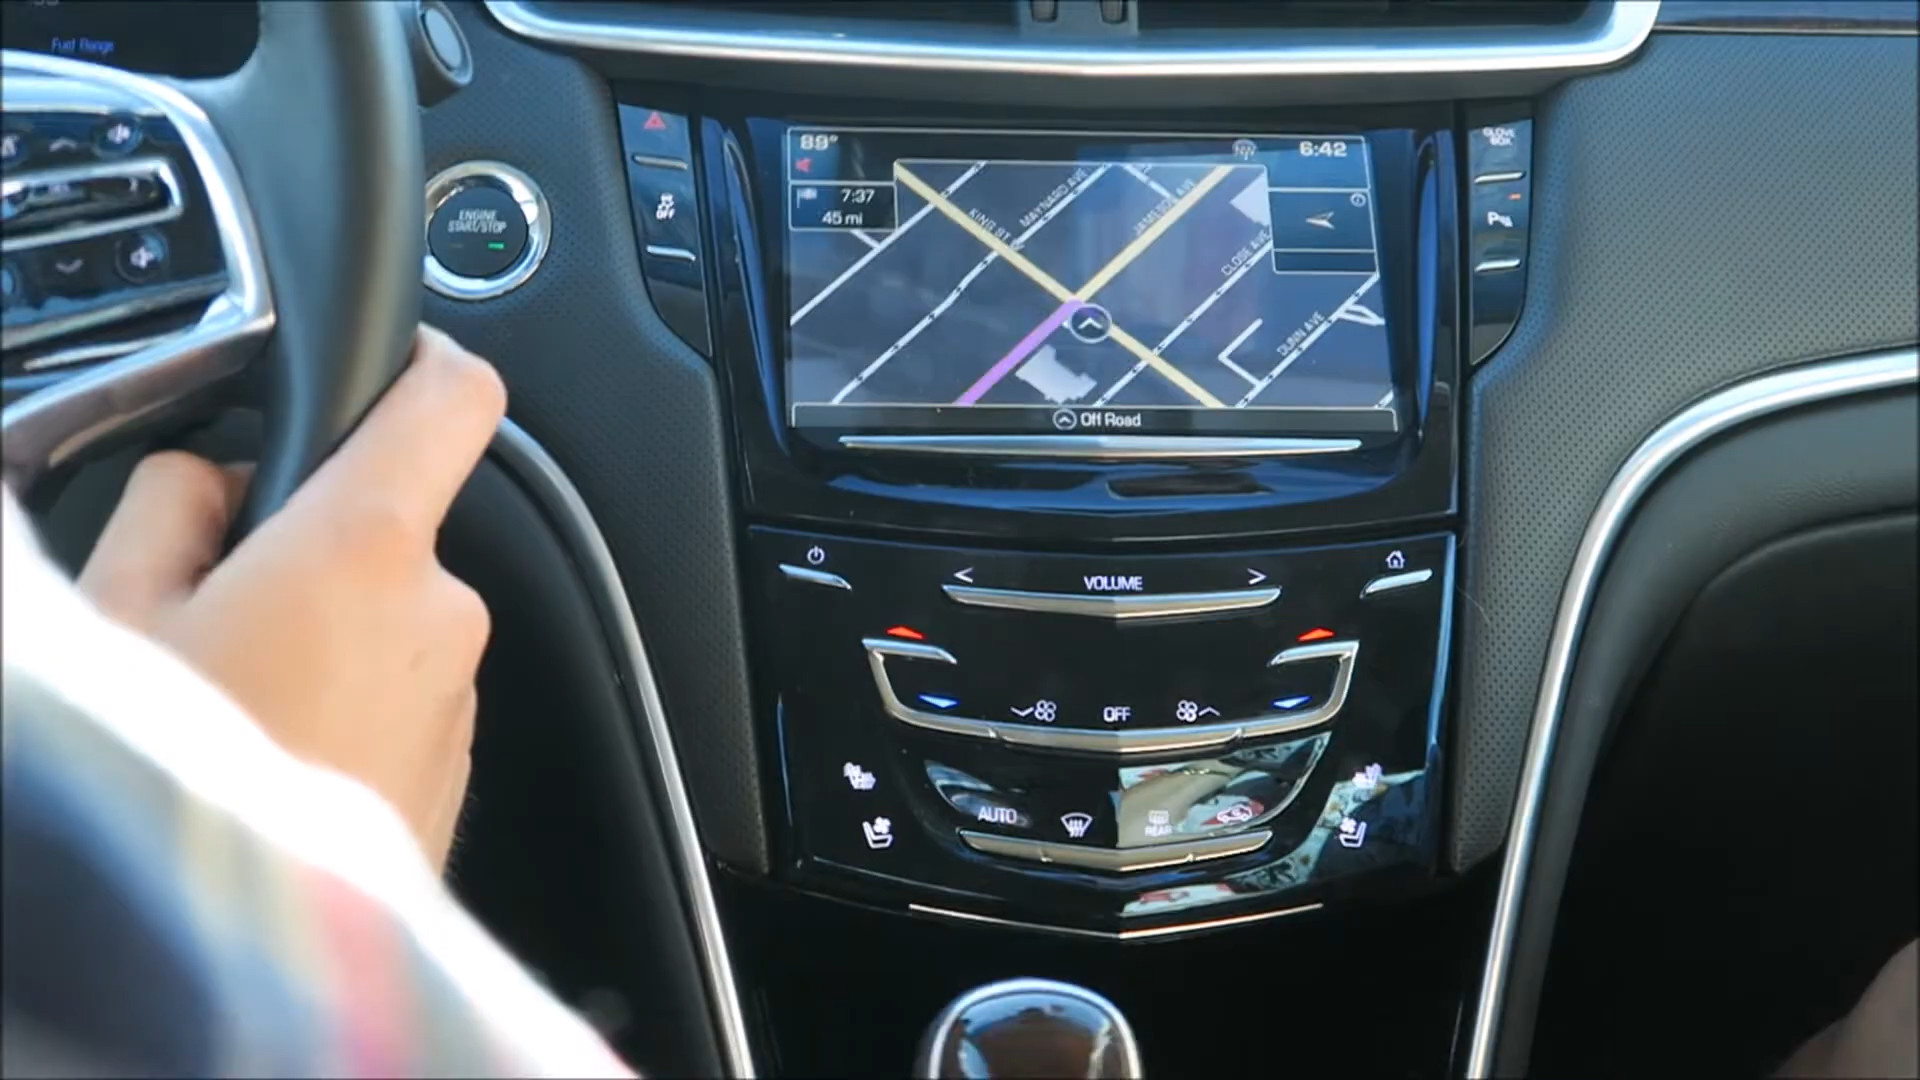 Fuel Range
ENGINE
START/STOP
OFF
89°
6:42
7:37
45 mi
KING ST
MAYNARD AVE
JAMESON AVE
CLOSE AVE
DUNN AVE
Off Road
GLOVE
BOX
P
< VOLUME >
OFF
AUTO
REAR